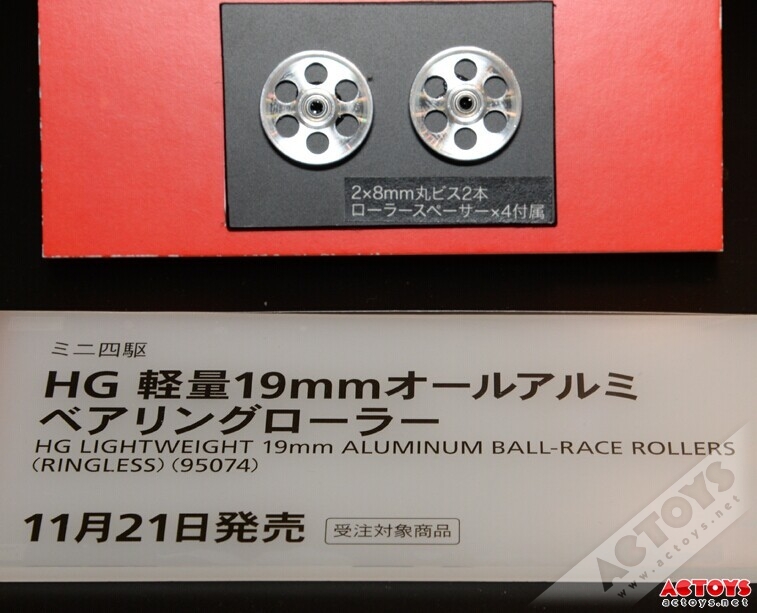 2×8mm丸ビス2本
ローラースペーサー×4付属
ミニ四駆
HG 軽量19mmオールアルミ
ベアリングローラー
HG LIGHTWEIGHT 19mm ALUMINUM BALL-RACE ROLLERS
(RINGLESS) (95074)
11月21日発売 受注対象商品
ACTOYS
www.actoys.net
ACTOYS
actoys.net